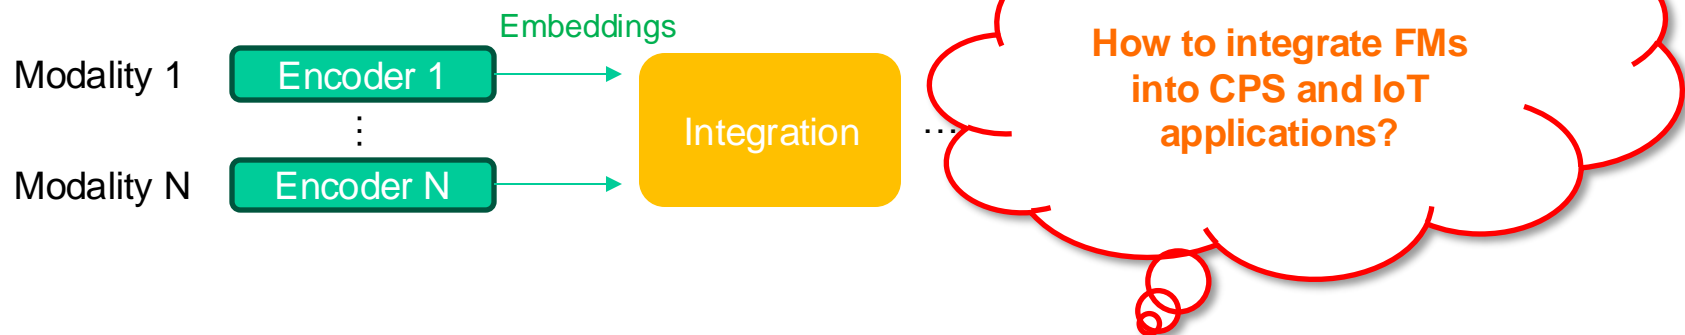 Embeddings
Modality 1
Encoder 1
⋮
Integration
...
Modality N
Encoder N
How to integrate FMs
into CPS and IoT
applications?